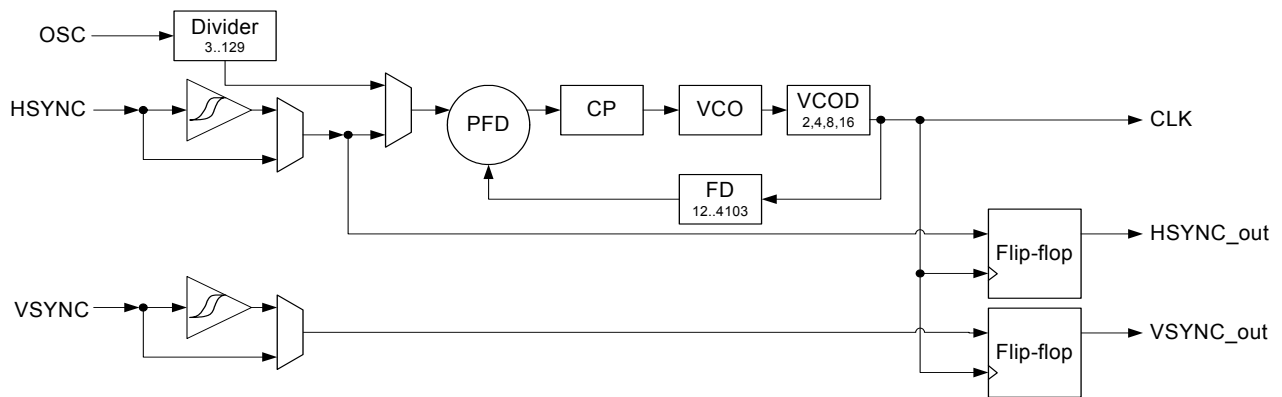 OSC
Divider
3..129
HSYNC
PFD
CP
VCO
VCOD
2,4,8,16
CLK
FD
12..4103
Flip-flop
HSYNC_out
VSYNC
Flip-flop
VSYNC_out